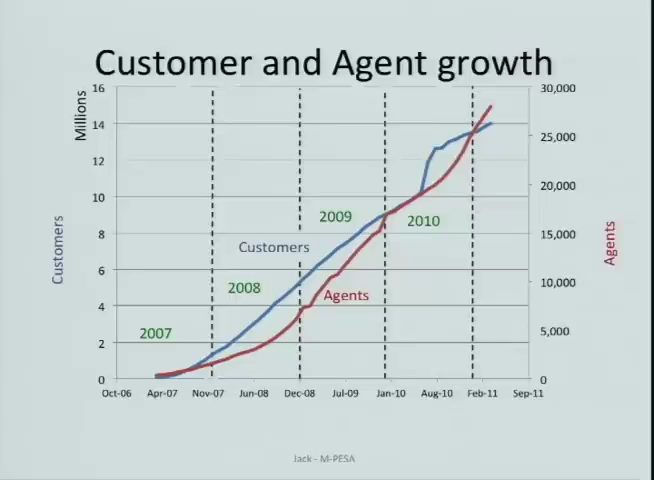 Customer and Agent growth
Millions
16
14
12
10
8
6
4
2
0
30,000
25,000
20,000
15,000
10,000
5,000
0
Customers
Agents
2007
2008
2009
2010
Customers
Agents
Oct-06 Apr-07 Nov-07 Jun-08 Dec-08 Jul-09 Jan-10 Aug-10 Feb-11 Sep-11
Jack - M-PESA